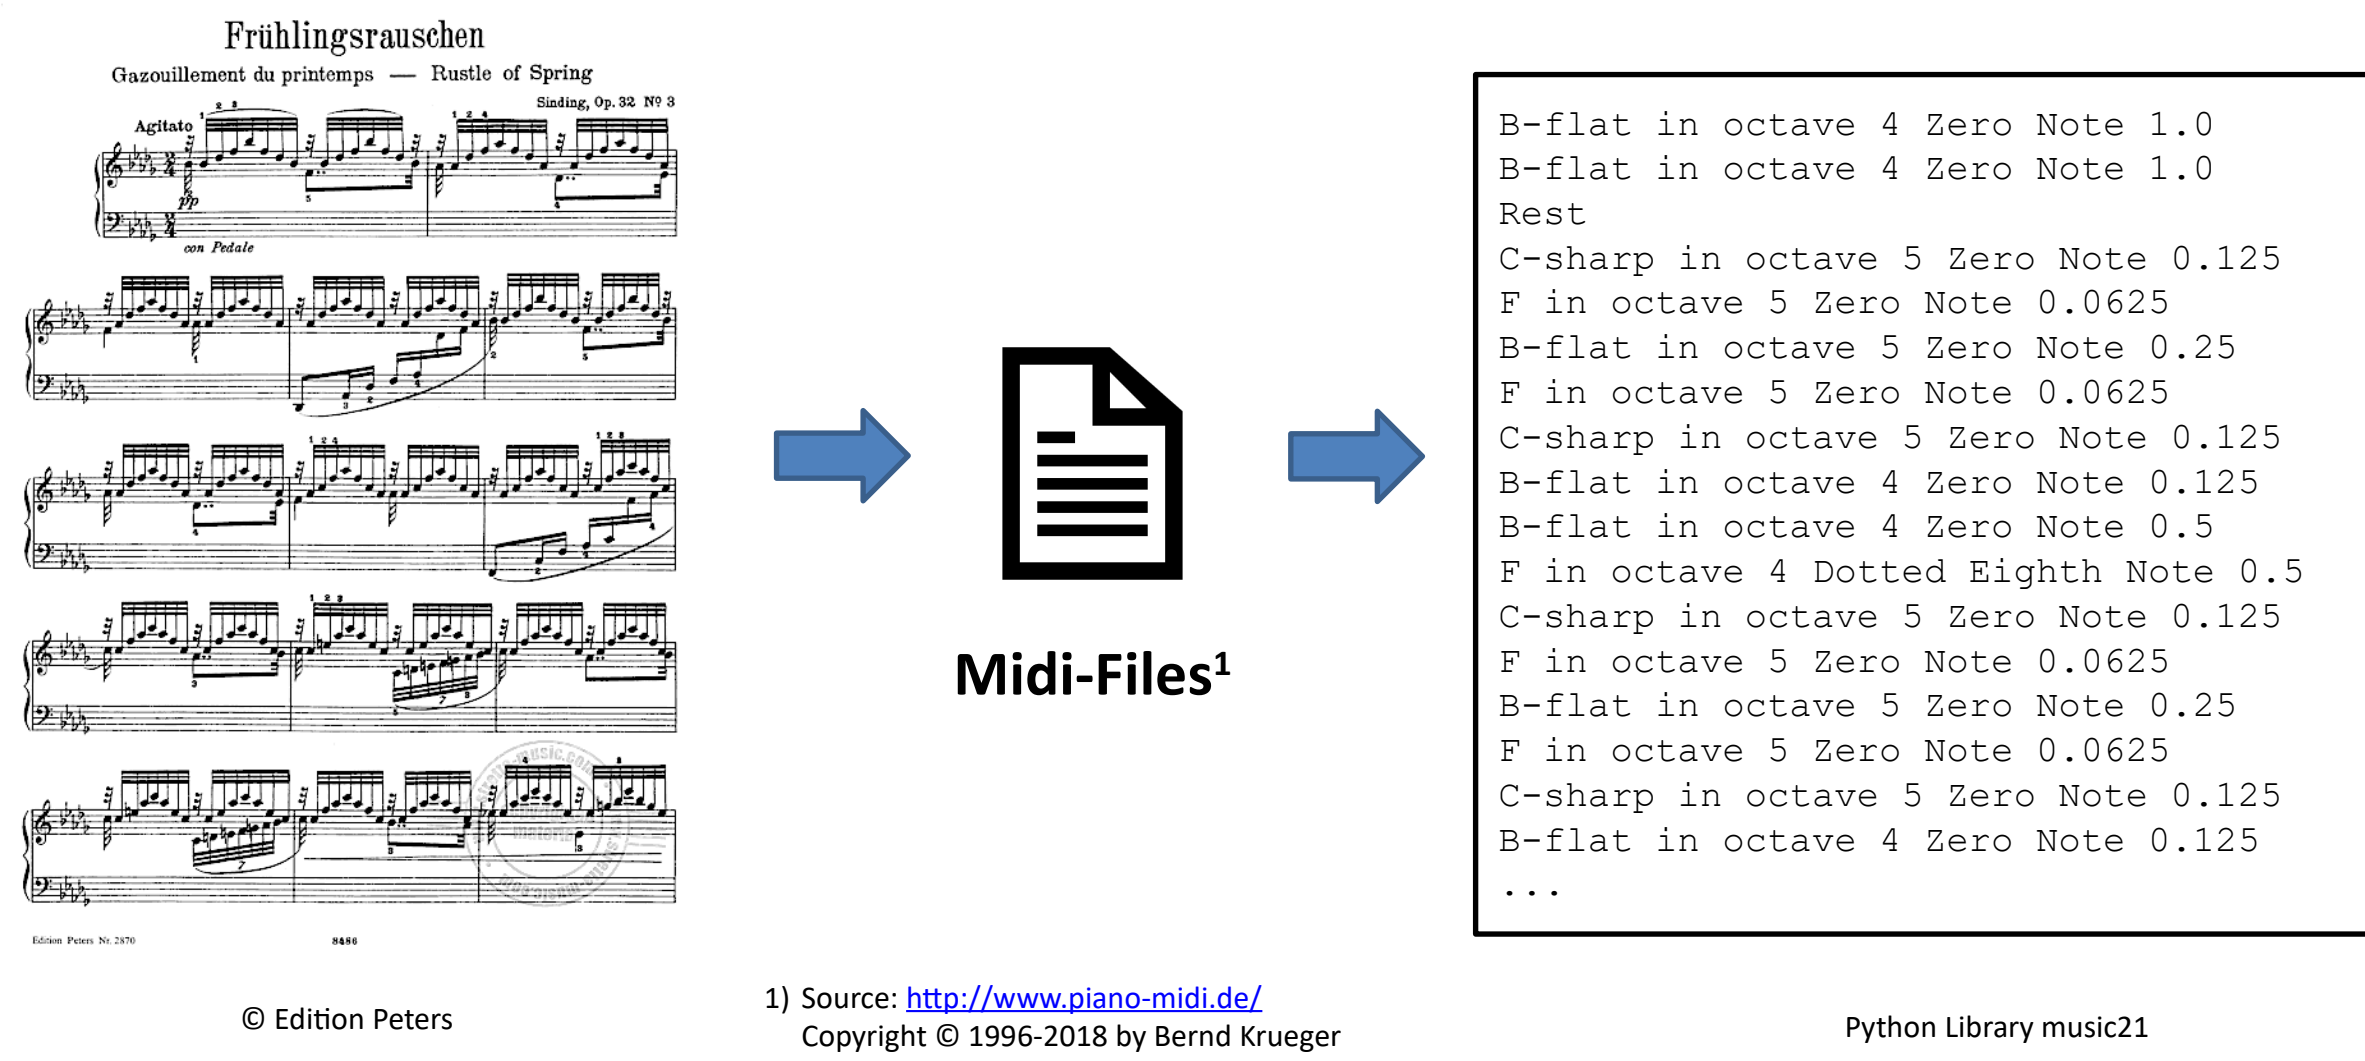 Frühlingsrauschen
Gazouillement du printemps — Rustle of Spring
Sinding, Op. 32 Nº 3
Agitato
pp
con Pedale
Edition Peters Nr. 2870
8486
© Edition Peters
Midi-Files¹
1) Source: http://www.piano-midi.de/
Copyright © 1996-2018 by Bernd Krueger
B-flat in octave 4 Zero Note 1.0
B-flat in octave 4 Zero Note 1.0
Rest
C-sharp in octave 5 Zero Note 0.125
F in octave 5 Zero Note 0.0625
B-flat in octave 5 Zero Note 0.25
F in octave 5 Zero Note 0.0625
C-sharp in octave 5 Zero Note 0.125
B-flat in octave 4 Zero Note 0.125
B-flat in octave 4 Zero Note 0.5
F in octave 4 Dotted Eighth Note 0.5
C-sharp in octave 5 Zero Note 0.125
F in octave 5 Zero Note 0.0625
B-flat in octave 5 Zero Note 0.25
F in octave 5 Zero Note 0.0625
C-sharp in octave 5 Zero Note 0.125
B-flat in octave 4 Zero Note 0.125
...
Python Library music21